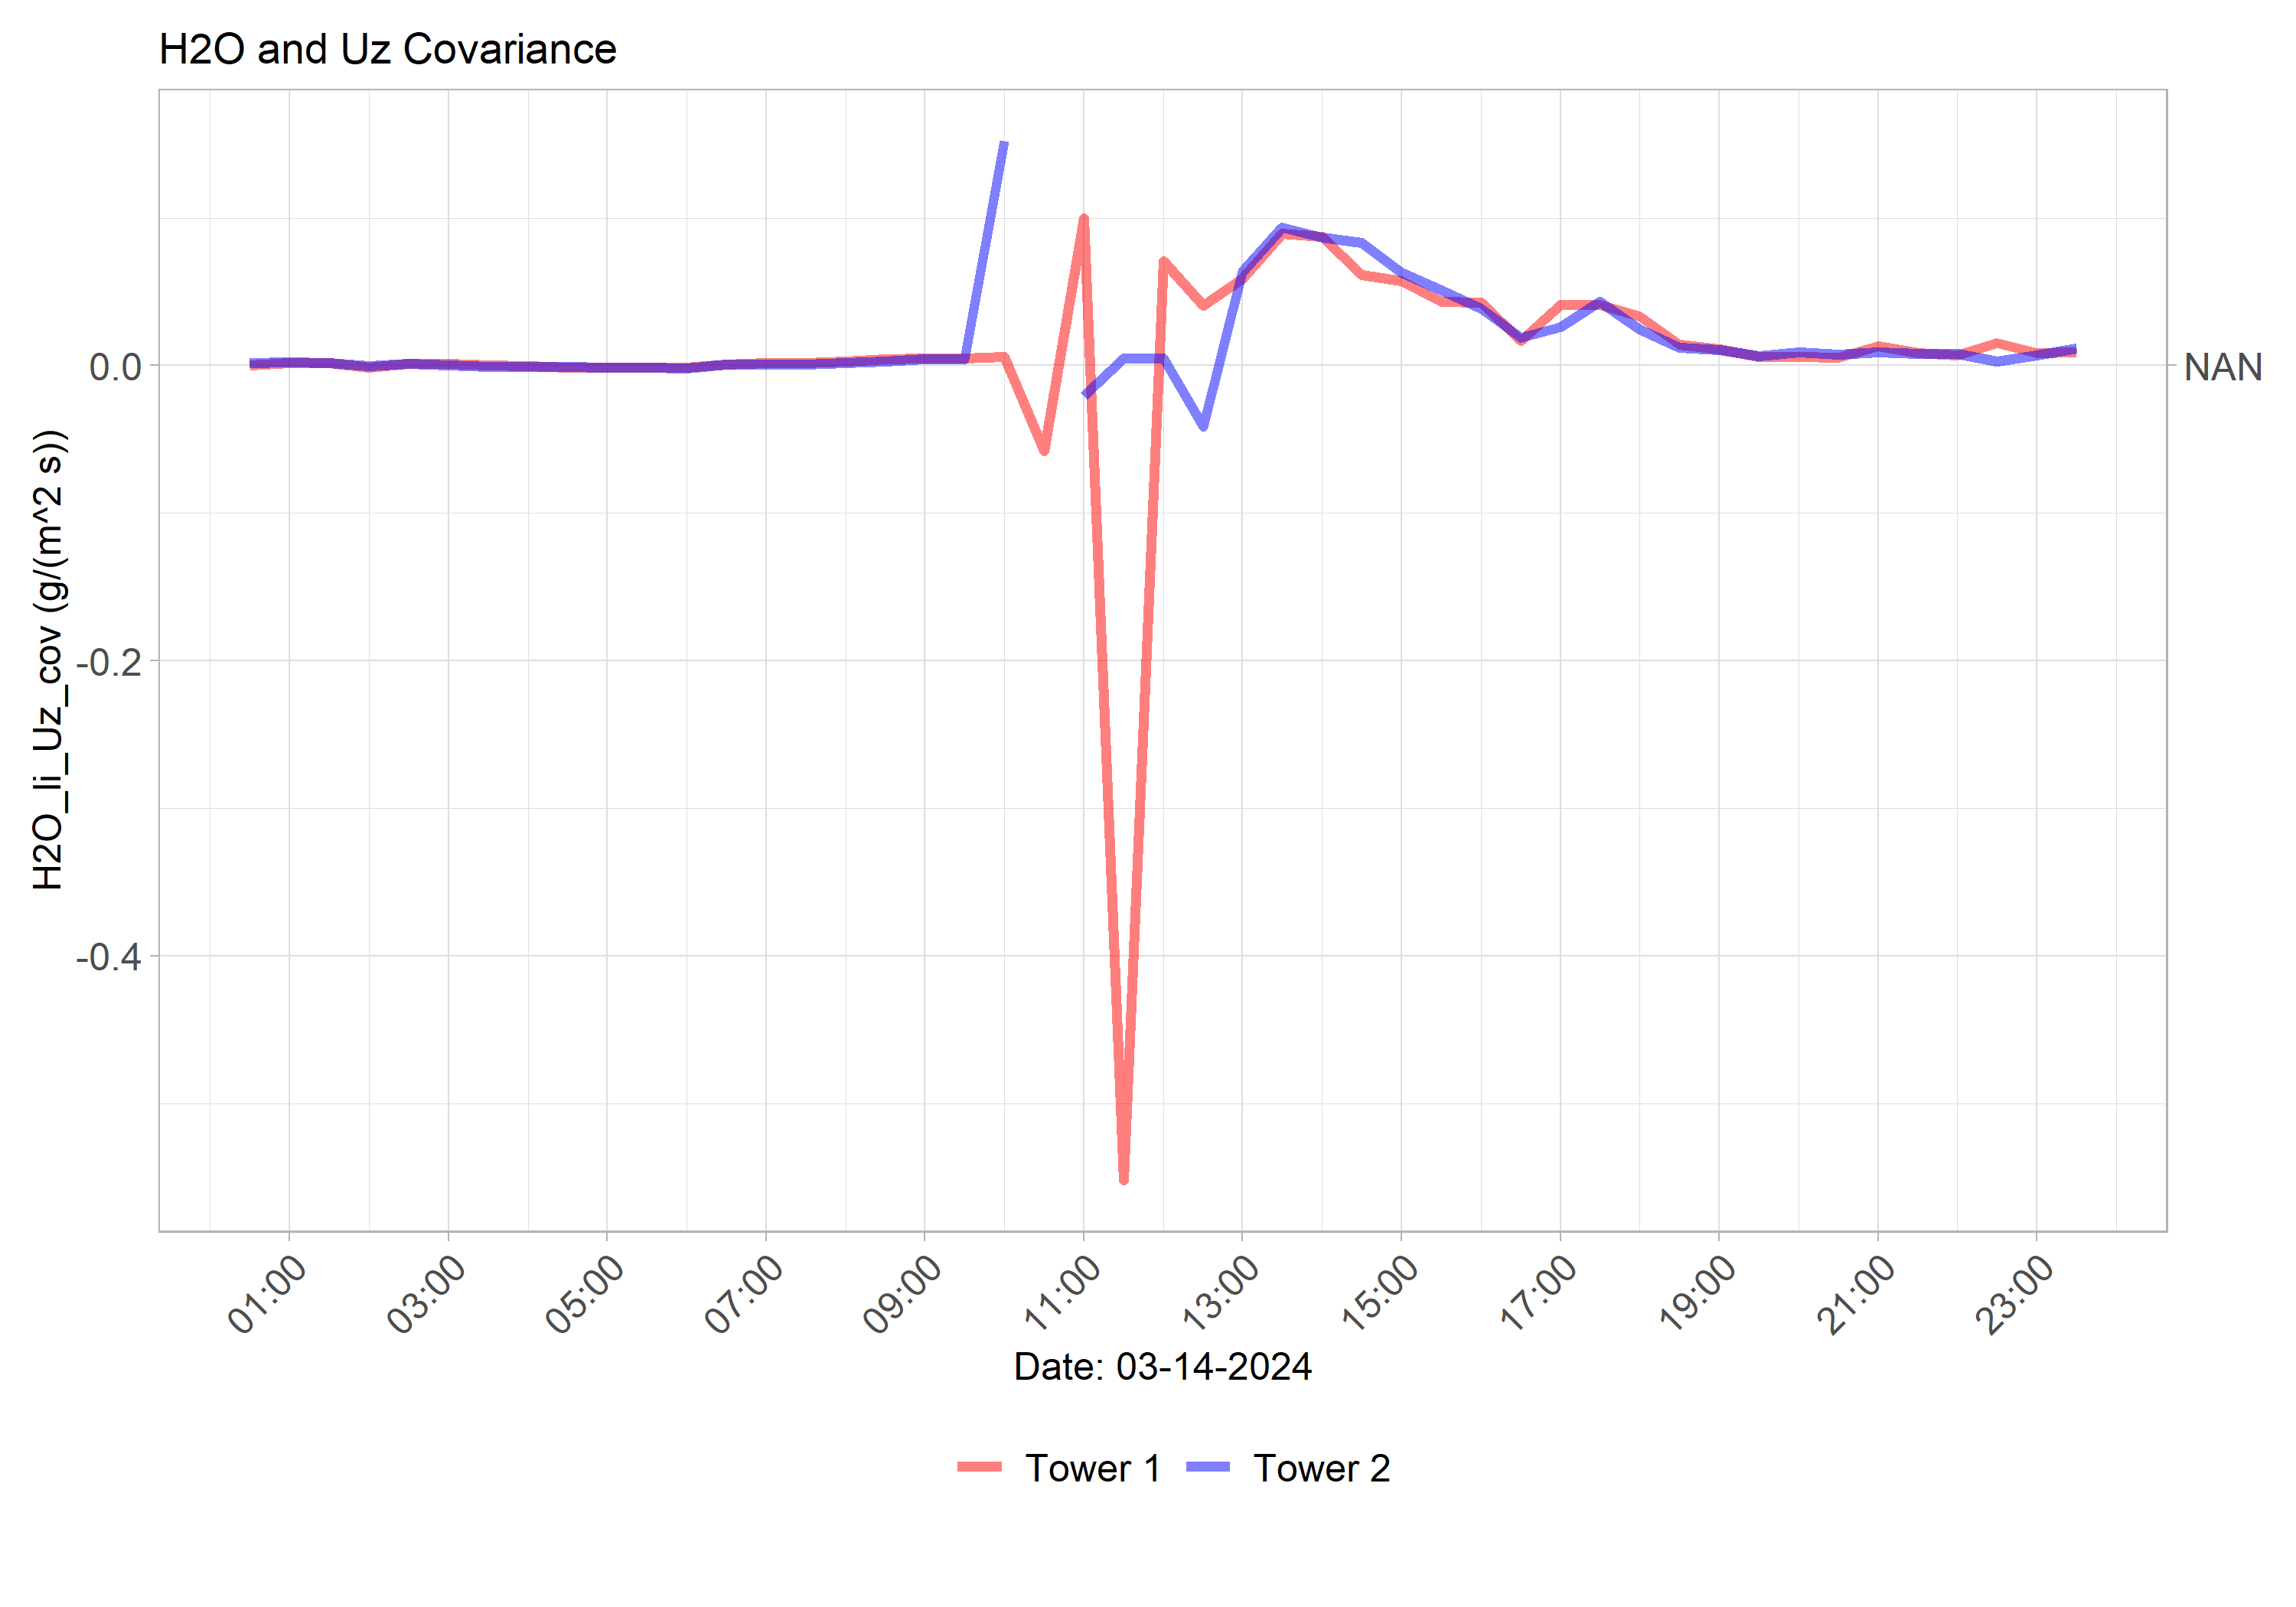 H2O and Uz Covariance
H2O_li_Uz_cov (g/(m^2 s))
0.0
-0.2
-0.4
NAN
01:00
03:00
05:00
07:00
09:00
11:00
13:00
15:00
17:00
19:00
21:00
23:00
Date: 03-14-2024
Tower 1
Tower 2